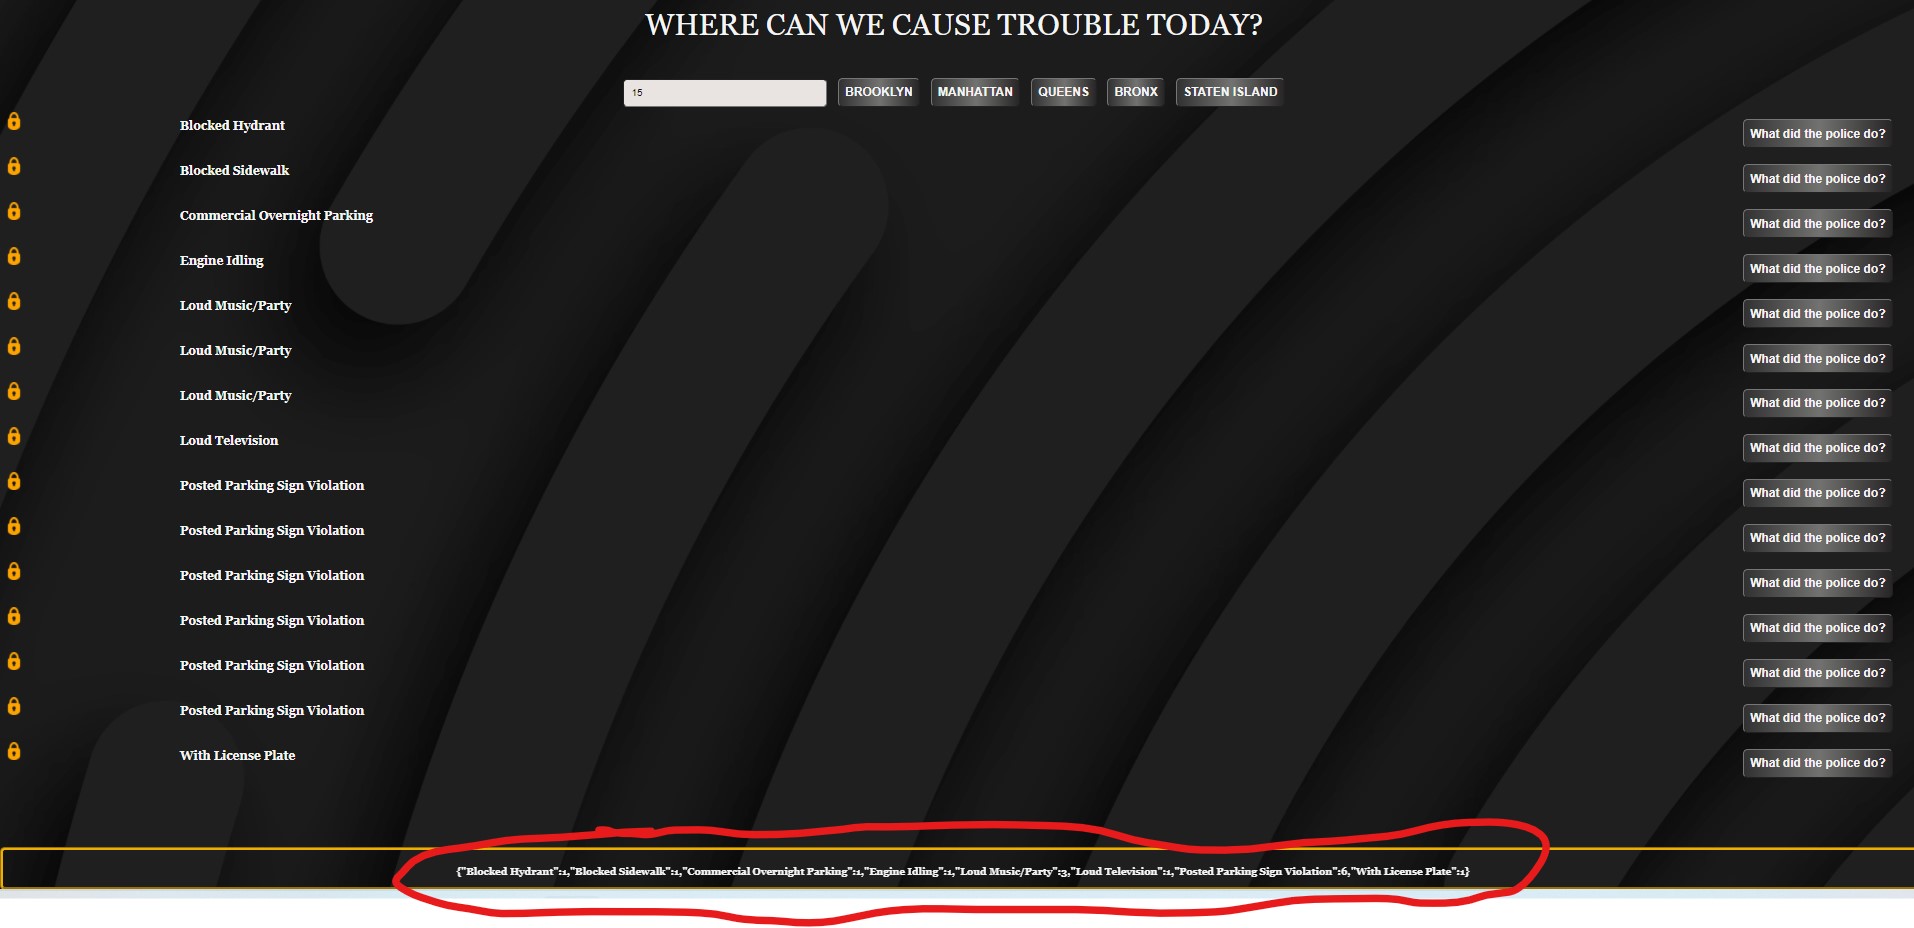 WHERE CAN WE CAUSE TROUBLE TODAY?
15 BROOKLYN MANHATTAN QUEENS BRONX STATEN ISLAND
Blocked Hydrant What did the police do?
Blocked Sidewalk What did the police do?
Commercial Overnight Parking What did the police do?
Engine Idling What did the police do?
Loud Music/Party What did the police do?
Loud Music/Party What did the police do?
Loud Music/Party What did the police do?
Loud Television What did the police do?
Posted Parking Sign Violation What did the police do?
Posted Parking Sign Violation What did the police do?
Posted Parking Sign Violation What did the police do?
Posted Parking Sign Violation What did the police do?
Posted Parking Sign Violation What did the police do?
Posted Parking Sign Violation What did the police do?
With License Plate What did the police do?
{"Blocked Hydrant":1,"Blocked Sidewalk":1,"Commercial Overnight Parking":1,"Engine Idling":1,"Loud Music/Party":3,"Loud Television":1,"Posted Parking Sign Violation":6,"With License Plate":1}